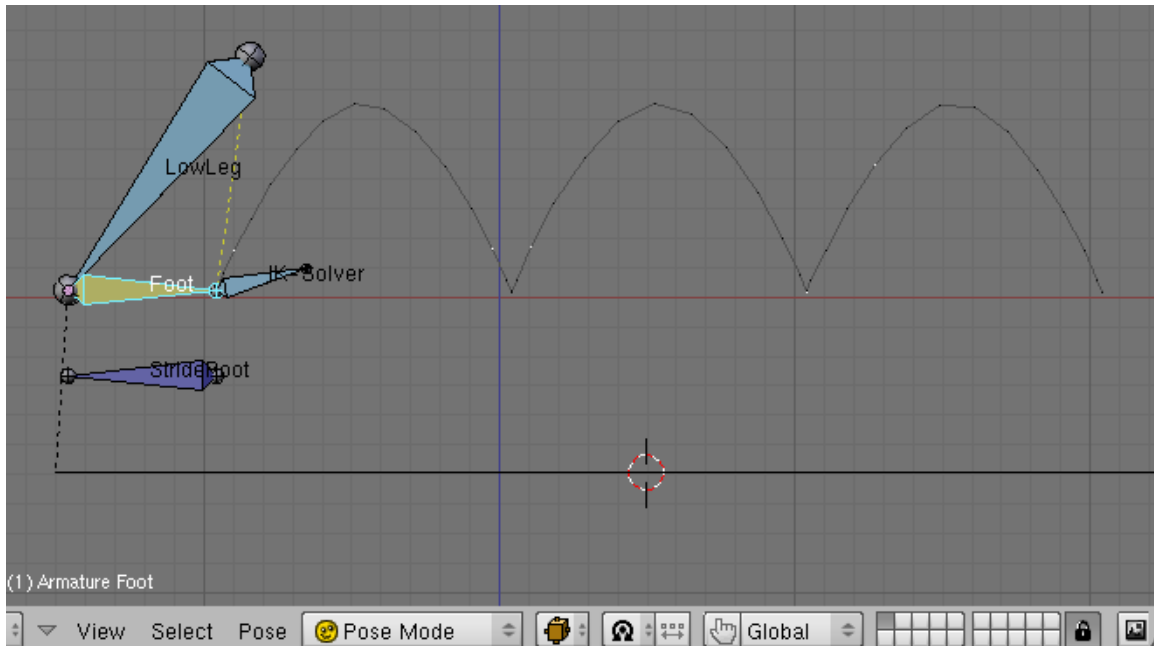 LowLeg
Foot
IK-Solver
StrideRoot
(1) Armature Foot
View Select Pose Pose Mode Global